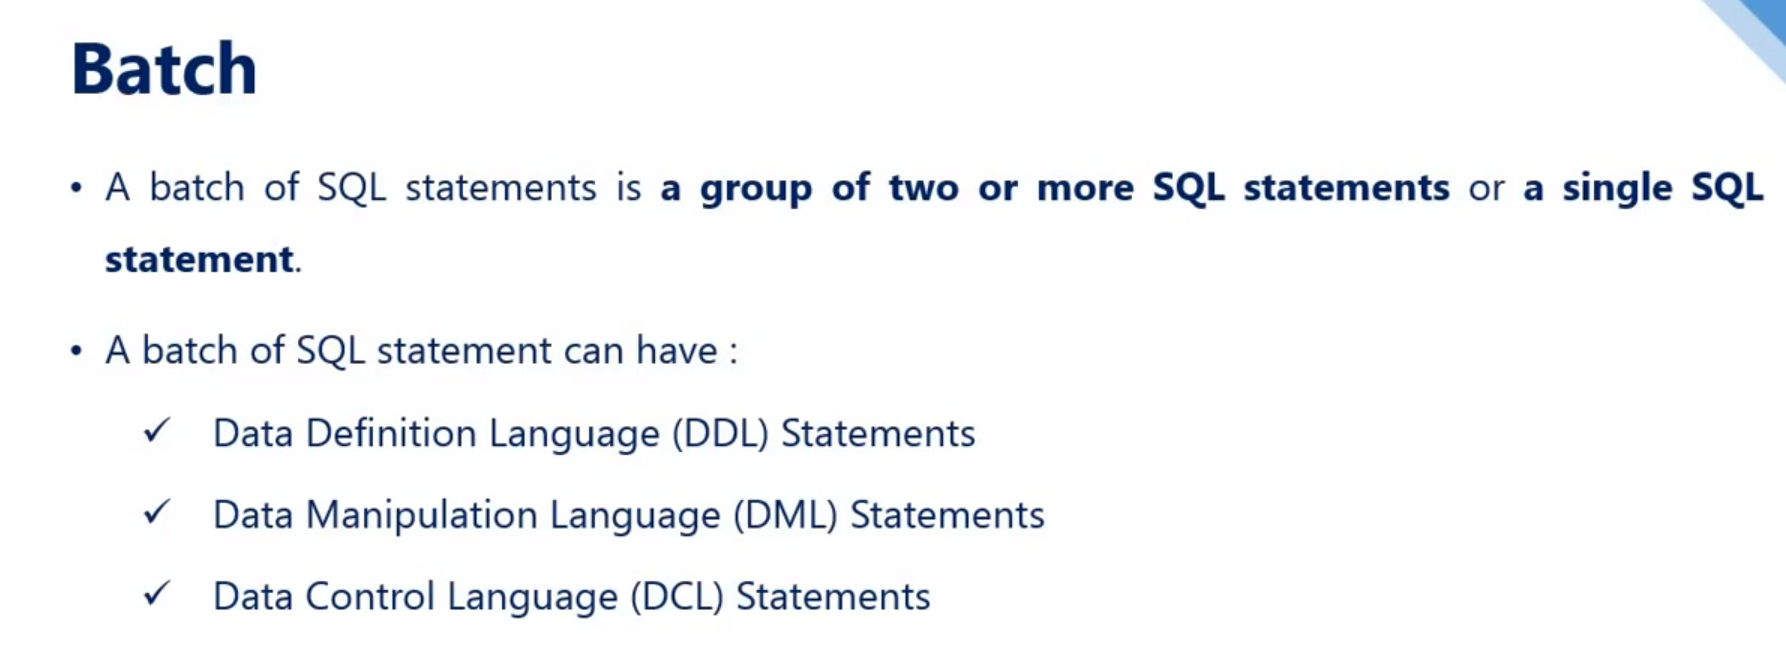 Batch
• A batch of SQL statements is a group of two or more SQL statements or a single SQL
statement.
• A batch of SQL statement can have :
✓ Data Definition Language (DDL) Statements
✓ Data Manipulation Language (DML) Statements
✓ Data Control Language (DCL) Statements